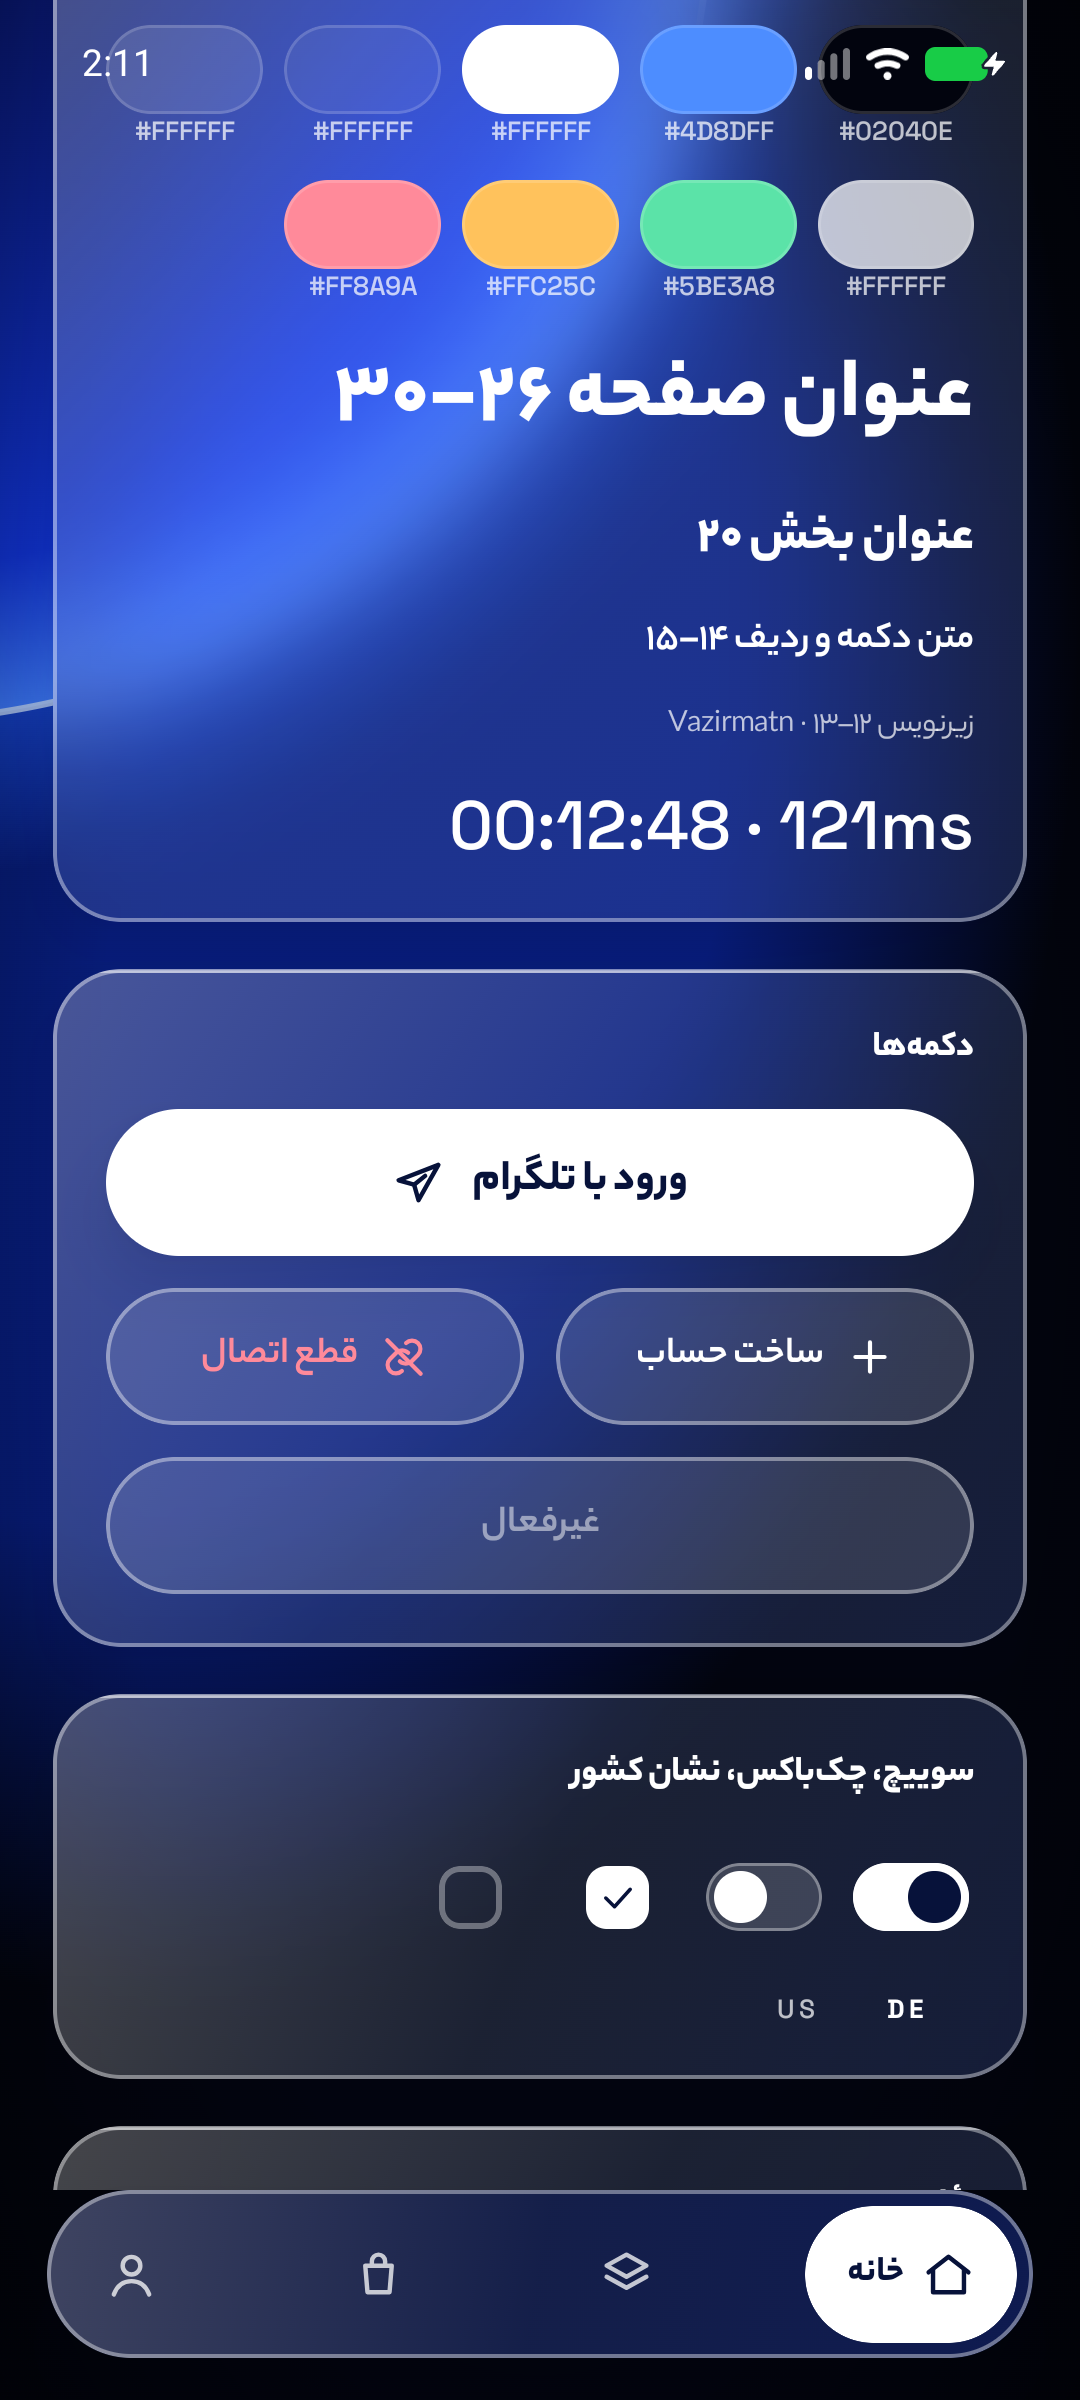 2:11
#02040E #4D8DFF #FFFFFF #FFFFFF #FFFFFF
#FFFFFF #5BE3A8 #FFC25C #FF8A9A
عنوان صفحه ۲۶–۳۰
عنوان بخش ۲۰
متن دکمه و ردیف ۱۴–۱۵
زیرنویس ۱۲–۱۳ · Vazirmatn
00:12:48 · 121ms
دکمه‌ها
ورود با تلگرام
ساخت حساب
قطع اتصال
غیرفعال
سوییچ، چک‌باکس، نشان کشور
DE US
خانه